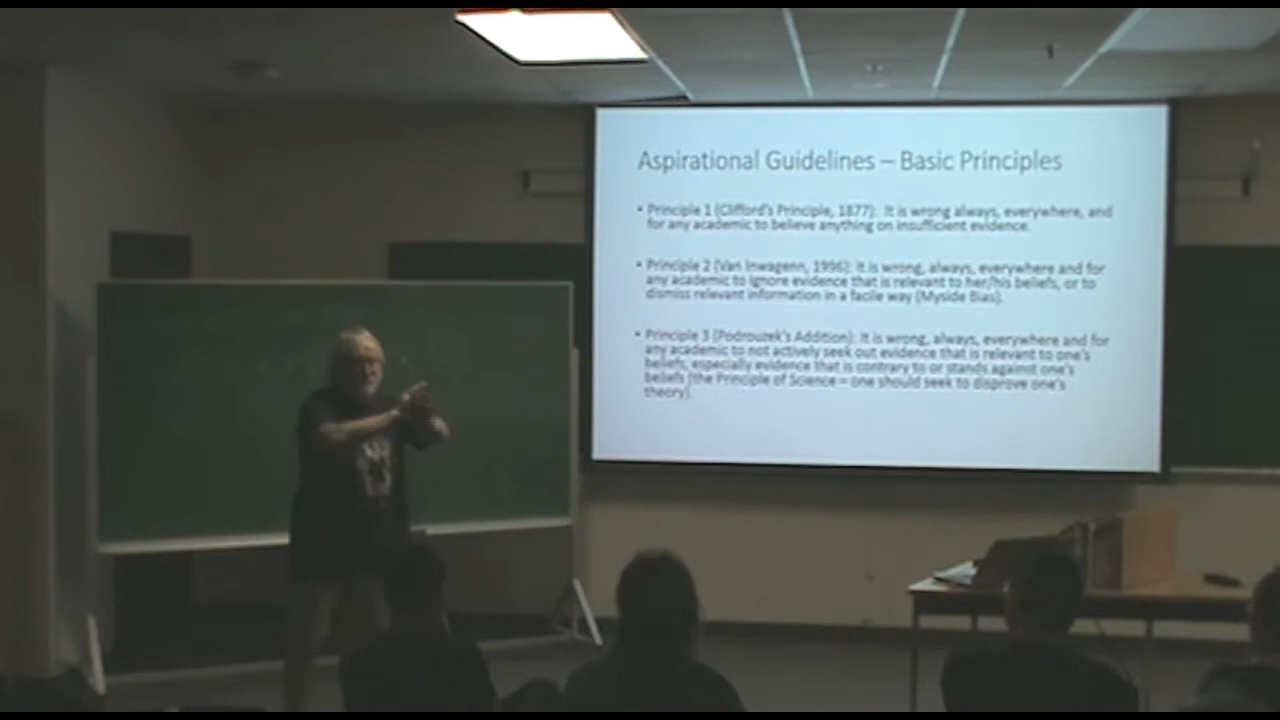 Aspirational Guidelines – Basic Principles
• Principle 1 (Clifford's Principle, 1877): It is wrong always, everywhere, and
for any academic to believe anything on insufficient evidence.
• Principle 2 (Van Inwagenn, 1996): It is wrong, always, everywhere and for
any academic to ignore evidence that is relevant to her/his beliefs, or to
dismiss relevant information in a facile way (Myside Bias).
• Principle 3 (Podrouzek's Addition): It is wrong, always, everywhere and for
any academic to not actively seek out evidence that is relevant to one's
beliefs, especially evidence that is contrary to or stands against one's
beliefs (the Principle of Science – one should seek to disprove one's
theory).